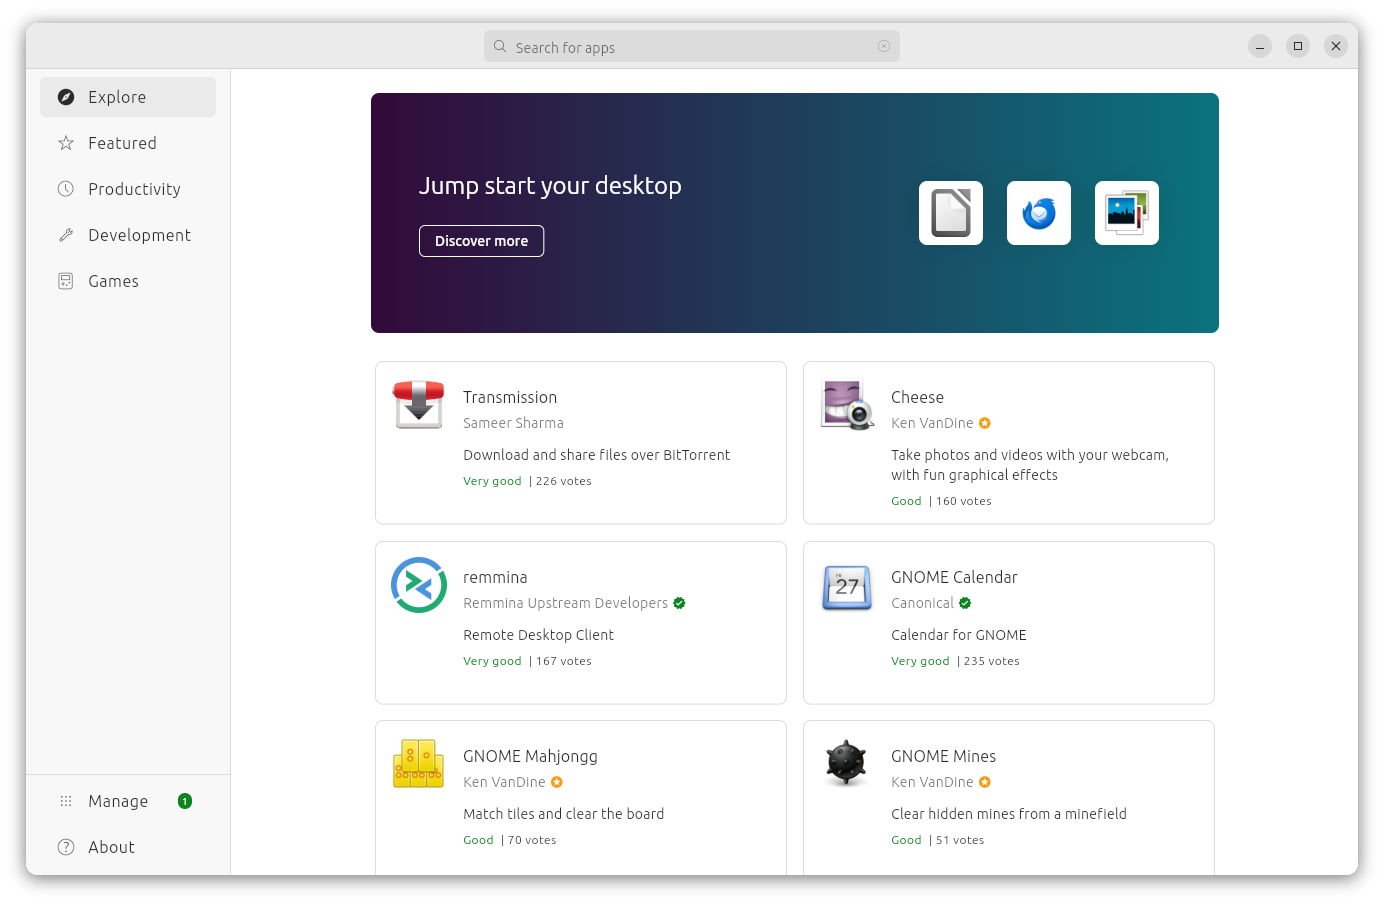 Search for apps
Explore
Featured
Productivity
Development
Games
Manage 1
About
Jump start your desktop
Discover more
Transmission
Sameer Sharma
Download and share files over BitTorrent
Very good | 226 votes
Cheese
Ken VanDine
Take photos and videos with your webcam,
with fun graphical effects
Good | 160 votes
remmina
Remmina Upstream Developers
Remote Desktop Client
Very good | 167 votes
27
GNOME Calendar
Canonical
Calendar for GNOME
Very good | 235 votes
GNOME Mahjongg
Ken VanDine
Match tiles and clear the board
Good | 70 votes
GNOME Mines
Ken VanDine
Clear hidden mines from a minefield
Good | 51 votes